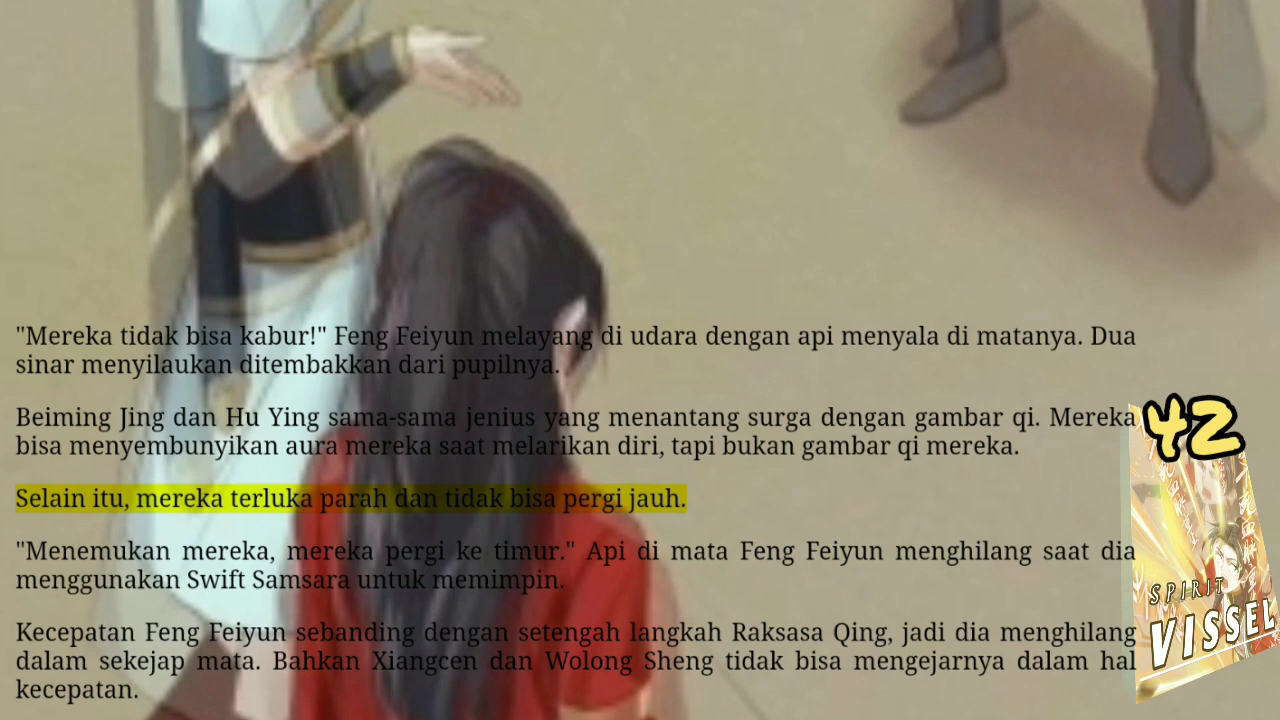 "Mereka tidak bisa kabur!" Feng Feiyun melayang di udara dengan api menyala di matanya. Dua
sinar menyilaukan ditembakkan dari pupilnya.
Beiming Jing dan Hu Ying sama-sama jenius yang menantang surga dengan gambar qi. Mereka
bisa menyembunyikan aura mereka saat melarikan diri, tapi bukan gambar qi mereka.
Selain itu, mereka terluka parah dan tidak bisa pergi jauh.
"Menemukan mereka, mereka pergi ke timur." Api di mata Feng Feiyun menghilang saat dia
menggunakan Swift Samsara untuk memimpin.
Kecepatan Feng Feiyun sebanding dengan setengah langkah Raksasa Qing, jadi dia menghilang
dalam sekejap mata. Bahkan Xiangcen dan Wolong Sheng tidak bisa mengejarnya dalam hal
kecepatan.
42
SPIRIT
VISSEL